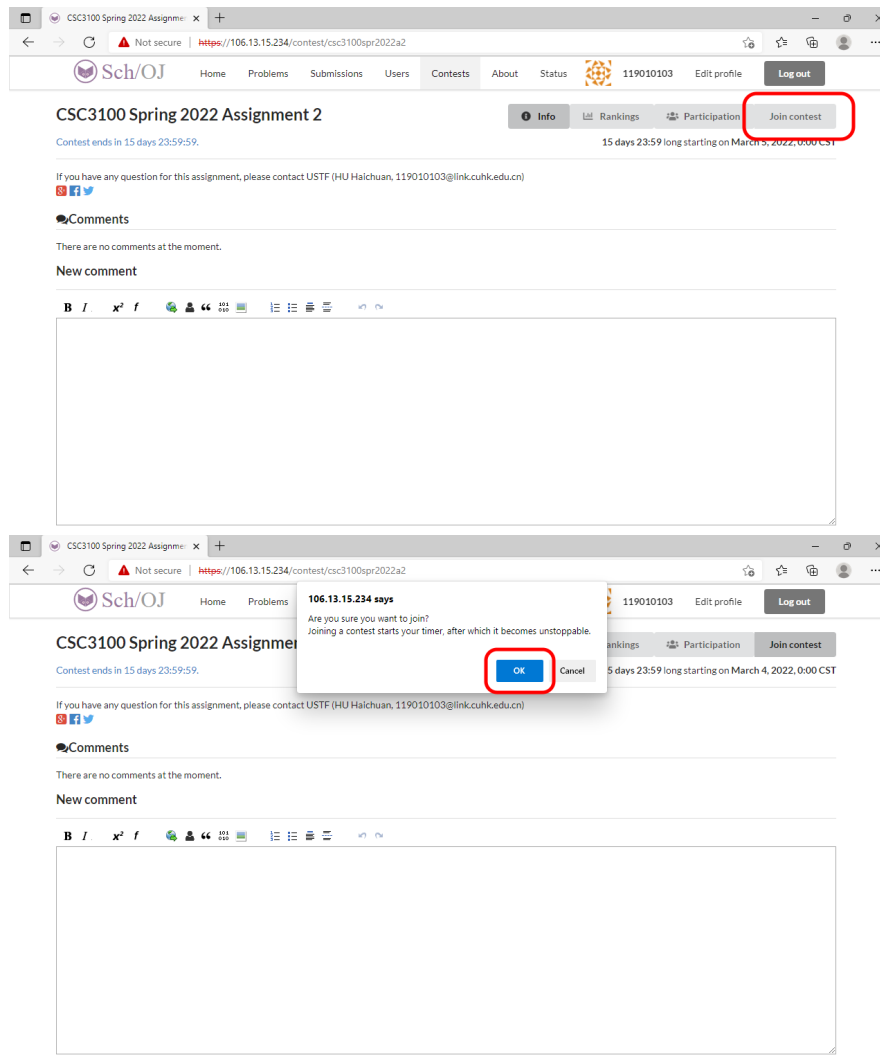 CSC3100 Spring 2022 Assignmen
Not secure | https://106.13.15.234/contest/csc3100spr2022a2
Sch/OJ Home Problems Submissions Users Contests About Status 119010103 Edit profile Log out
CSC3100 Spring 2022 Assignment 2 Info Rankings Participation Join contest
Contest ends in 15 days 23:59:59. 15 days 23:59 long starting on March 5, 2022, 0:00 CST
If you have any question for this assignment, please contact USTF (HU Haichuan, 119010103@link.cuhk.edu.cn)
Comments
There are no comments at the moment.
New comment
CSC3100 Spring 2022 Assignmen
Not secure | https://106.13.15.234/contest/csc3100spr2022a2
Sch/OJ Home Problems 119010103 Edit profile Log out
106.13.15.234 says
Are you sure you want to join?
Joining a contest starts your timer, after which it becomes unstoppable.
OK Cancel
CSC3100 Spring 2022 Assignmen ankings Participation Join contest
Contest ends in 15 days 23:59:59. 5 days 23:59 long starting on March 4, 2022, 0:00 CST
If you have any question for this assignment, please contact USTF (HU Haichuan, 119010103@link.cuhk.edu.cn)
Comments
There are no comments at the moment.
New comment